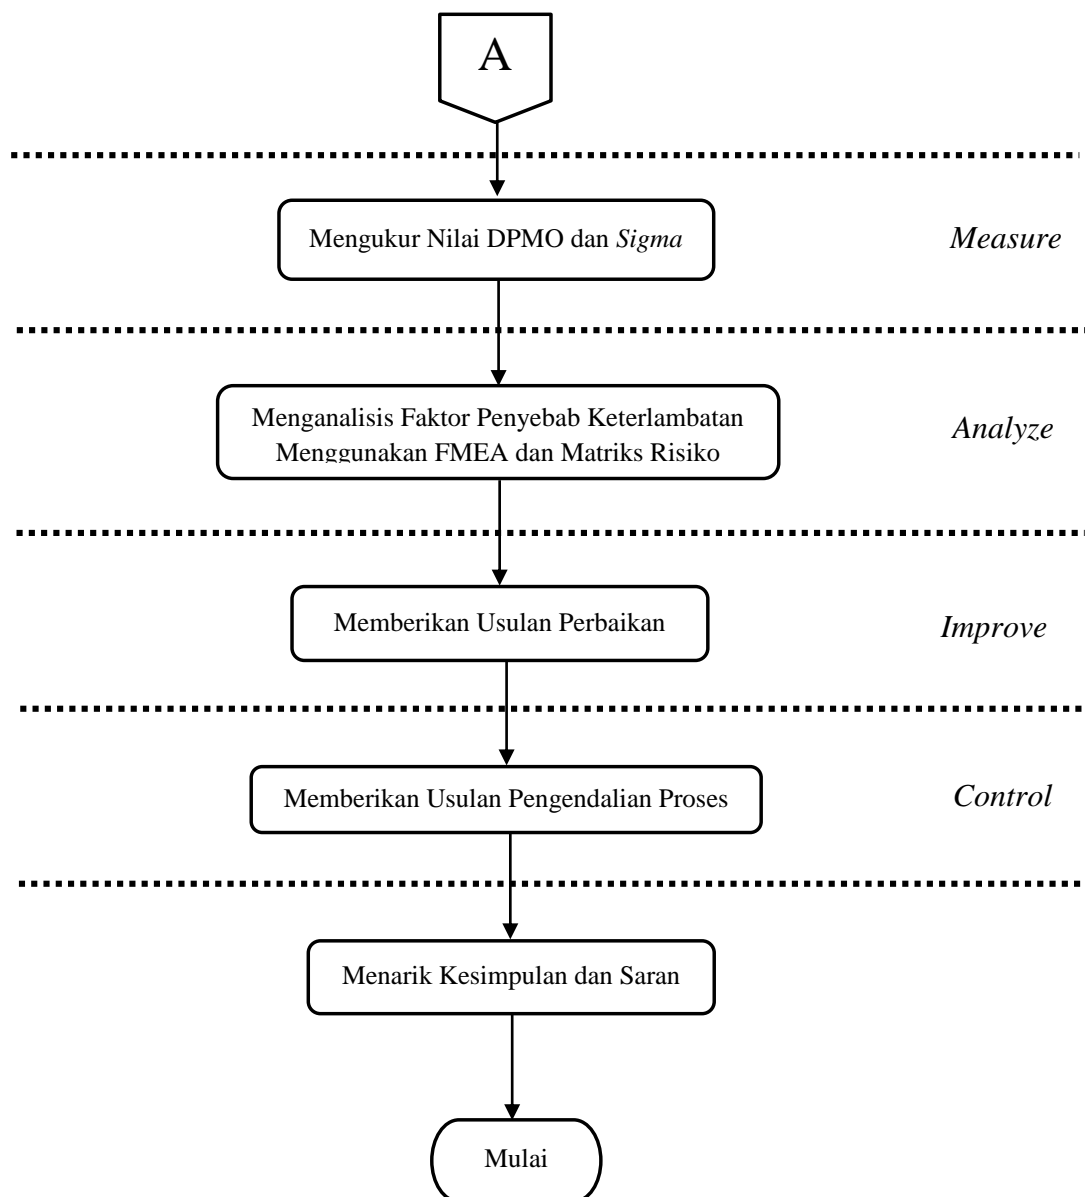 A
Mengukur Nilai DPMO dan Sigma
Measure
Menganalisis Faktor Penyebab Keterlambatan
Menggunakan FMEA dan Matriks Risiko
Analyze
Memberikan Usulan Perbaikan
Improve
Memberikan Usulan Pengendalian Proses
Control
Menarik Kesimpulan dan Saran
Mulai